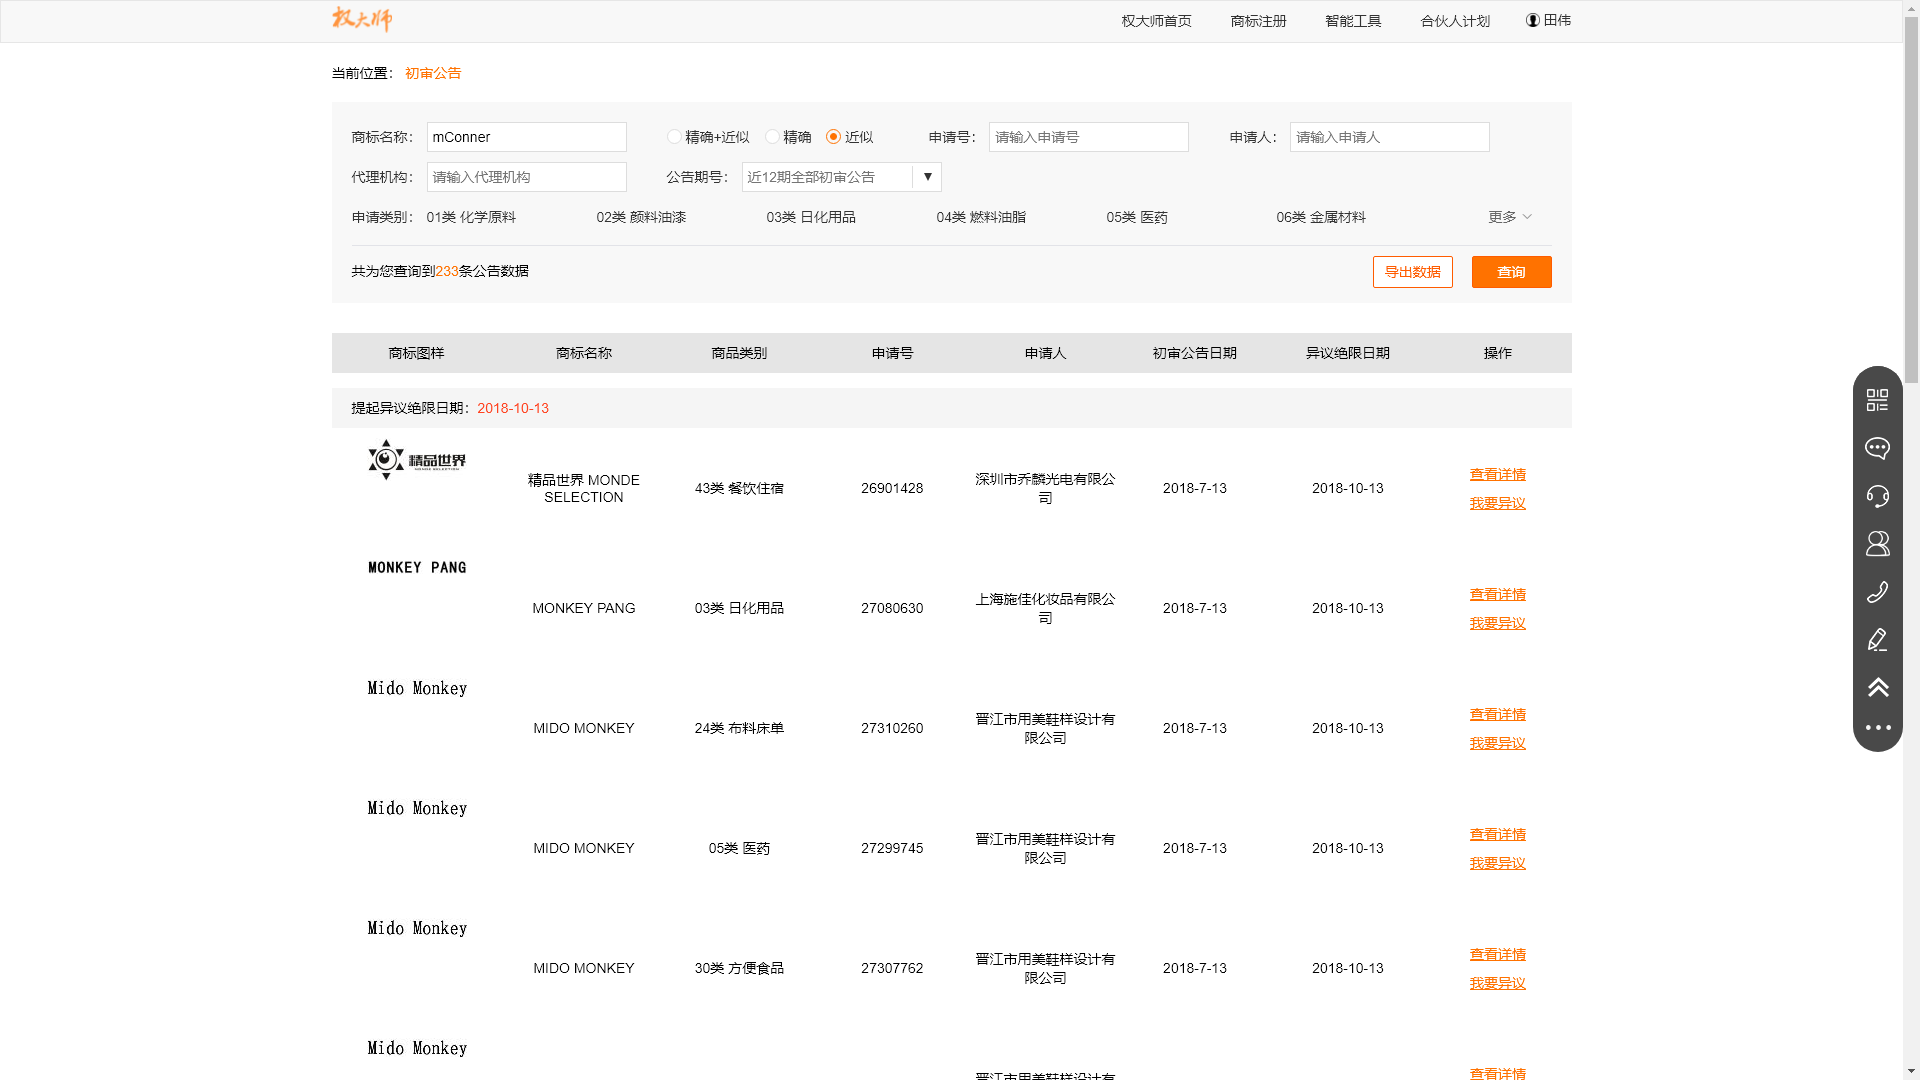 权大师
权大师首页 商标注册 智能工具 合伙人计划 田伟
当前位置： 初审公告
商标名称： mConner 精确+近似 精确 近似 申请号： 请输入申请号 申请人： 请输入申请人
代理机构： 请输入代理机构 公告期号： 近12期全部初审公告
申请类别： 01类 化学原料 02类 颜料油漆 03类 日化用品 04类 燃料油脂 05类 医药 06类 金属材料 更多
共为您查询到233条公告数据 导出数据 查询
商标图样 商标名称 商品类别 申请号 申请人 初审公告日期 异议绝限日期 操作
提起异议绝限日期：2018-10-13
精品世界
MONDE SELECTION
精品世界 MONDE
SELECTION
43类 餐饮住宿
26901428
深圳市乔麟光电有限公
司
2018-7-13
2018-10-13
查看详情
我要异议
MONKEY PANG
MONKEY PANG
03类 日化用品
27080630
上海施佳化妆品有限公
司
2018-7-13
2018-10-13
查看详情
我要异议
Mido Monkey
MIDO MONKEY
24类 布料床单
27310260
晋江市用美鞋样设计有
限公司
2018-7-13
2018-10-13
查看详情
我要异议
Mido Monkey
MIDO MONKEY
05类 医药
27299745
晋江市用美鞋样设计有
限公司
2018-7-13
2018-10-13
查看详情
我要异议
Mido Monkey
MIDO MONKEY
30类 方便食品
27307762
晋江市用美鞋样设计有
限公司
2018-7-13
2018-10-13
查看详情
我要异议
Mido Monkey
晋江市用美鞋样设计有
查看详情